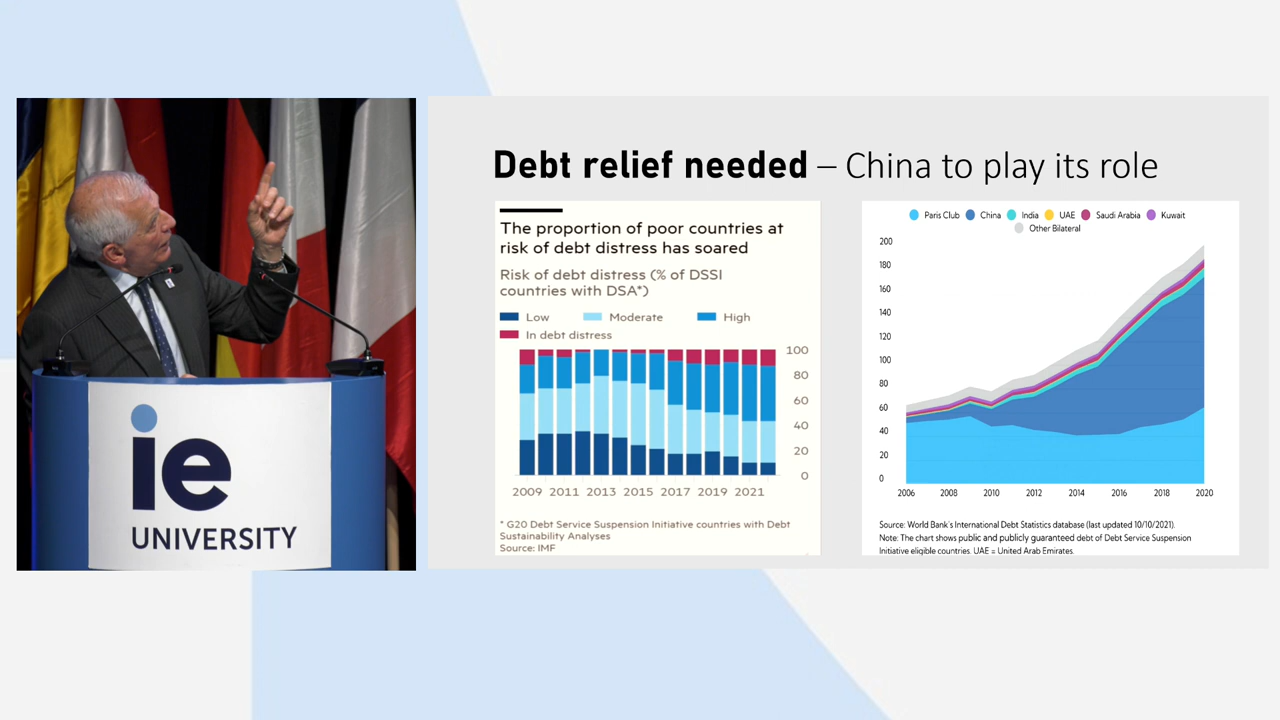 ie
UNIVERSITY
Debt relief needed – China to play its role
The proportion of poor countries at
risk of debt distress has soared
Risk of debt distress (% of DSSI
countries with DSA*)
Low Moderate High
In debt distress
100
80
60
40
20
0
2009 2011 2013 2015 2017 2019 2021
* G20 Debt Service Suspension Initiative countries with Debt
Sustainability Analyses
Source: IMF
Paris Club China India UAE Saudi Arabia Kuwait
Other Bilateral
200
180
160
140
120
100
80
60
40
20
0
2006 2008 2010 2012 2014 2016 2018 2020
Source: World Bank's International Debt Statistics database (last updated 10/10/2021).
Note: The chart shows public and publicly guaranteed debt of Debt Service Suspension
Initiative eligible countries. UAE = United Arab Emirates.